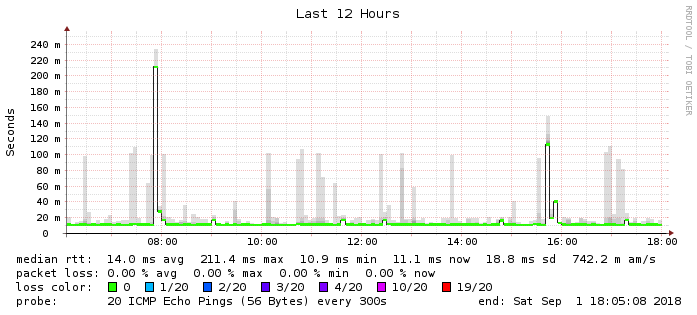 Last 12 Hours
RRDTOOL / TOBI OETIKER
Seconds
240 m
220 m
200 m
180 m
160 m
140 m
120 m
100 m
80 m
60 m
40 m
20 m
0
08:00 10:00 12:00 14:00 16:00 18:00
median rtt: 14.0 ms avg 211.4 ms max 10.9 ms min 11.1 ms now 18.8 ms sd 742.2 m am/s
packet loss: 0.00 % avg 0.00 % max 0.00 % min 0.00 % now
loss color: 0 1/20 2/20 3/20 4/20 10/20 19/20
probe: 20 ICMP Echo Pings (56 Bytes) every 300s end: Sat Sep 1 18:05:08 2018